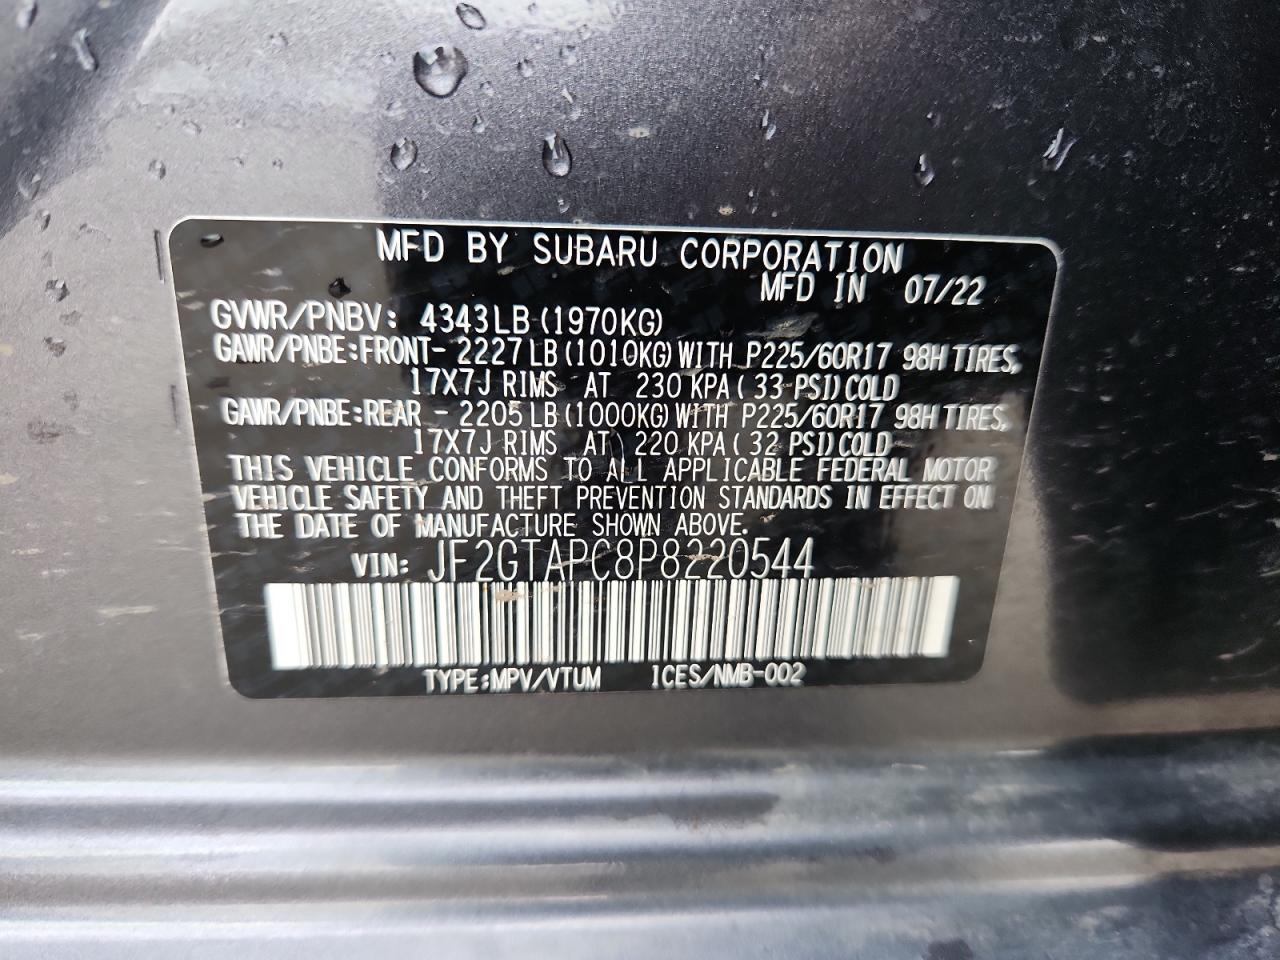 MFD BY SUBARU CORPORATION
MFD IN 07/22
GVWR/PNBV: 4343LB(1970KG)
GAWR/PNBE:FRONT- 2227LB(1010KG)WITH P225/60R17 98H TIRES,
17X7J RIMS AT 230 KPA( 33 PSI)COLD
GAWR/PNBE:REAR - 2205LB(1000KG)WITH P225/60R17 98H TIRES,
17X7J RIMS AT 220 KPA( 32 PSI)COLD
THIS VEHICLE CONFORMS TO ALL APPLICABLE FEDERAL MOTOR
VEHICLE SAFETY AND THEFT PREVENTION STANDARDS IN EFFECT ON
THE DATE OF MANUFACTURE SHOWN ABOVE.
VIN: JF2GTAPC8P8220544
TYPE:MPV/VTUM ICES/NMB-002